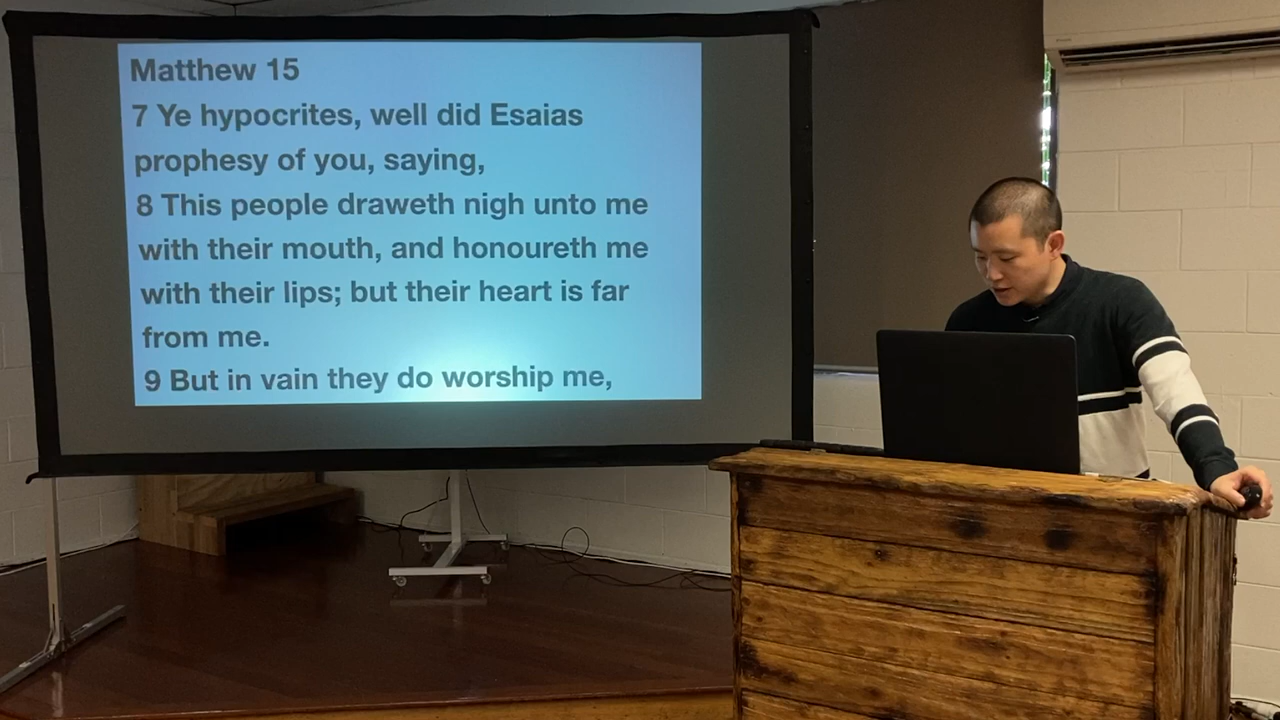 Matthew 15
7 Ye hypocrites, well did Esaias
prophesy of you, saying,
8 This people draweth nigh unto me
with their mouth, and honoureth me
with their lips; but their heart is far
from me.
9 But in vain they do worship me,